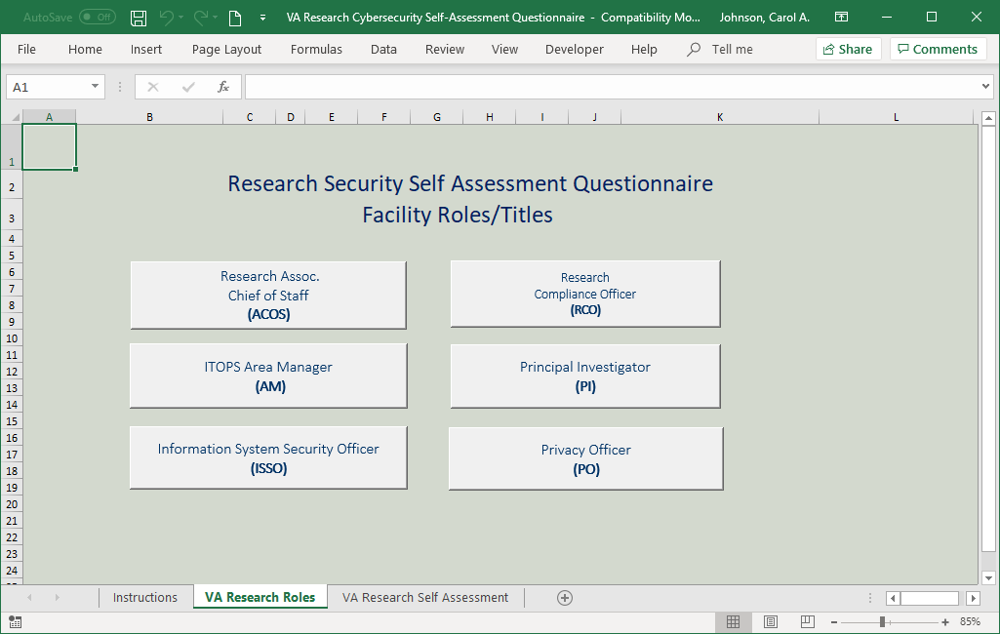 AutoSave Off VA Research Cybersecurity Self-Assessment Questionnaire - Compatibility Mo... Johnson, Carol A.
File Home Insert Page Layout Formulas Data Review View Developer Help Tell me Share Comments
A1 fx
A B C D E F G H I J K L
1
2
3
4
5
6
7
8
9
10
11
12
13
14
15
16
17
18
19
20
21
22
23
24
Research Security Self Assessment Questionnaire
Facility Roles/Titles
Research Assoc.
Chief of Staff
(ACOS)
Research
Compliance Officer
(RCO)
ITOPS Area Manager
(AM)
Principal Investigator
(PI)
Information System Security Officer
(ISSO)
Privacy Officer
(PO)
Instructions VA Research Roles VA Research Self Assessment
85%